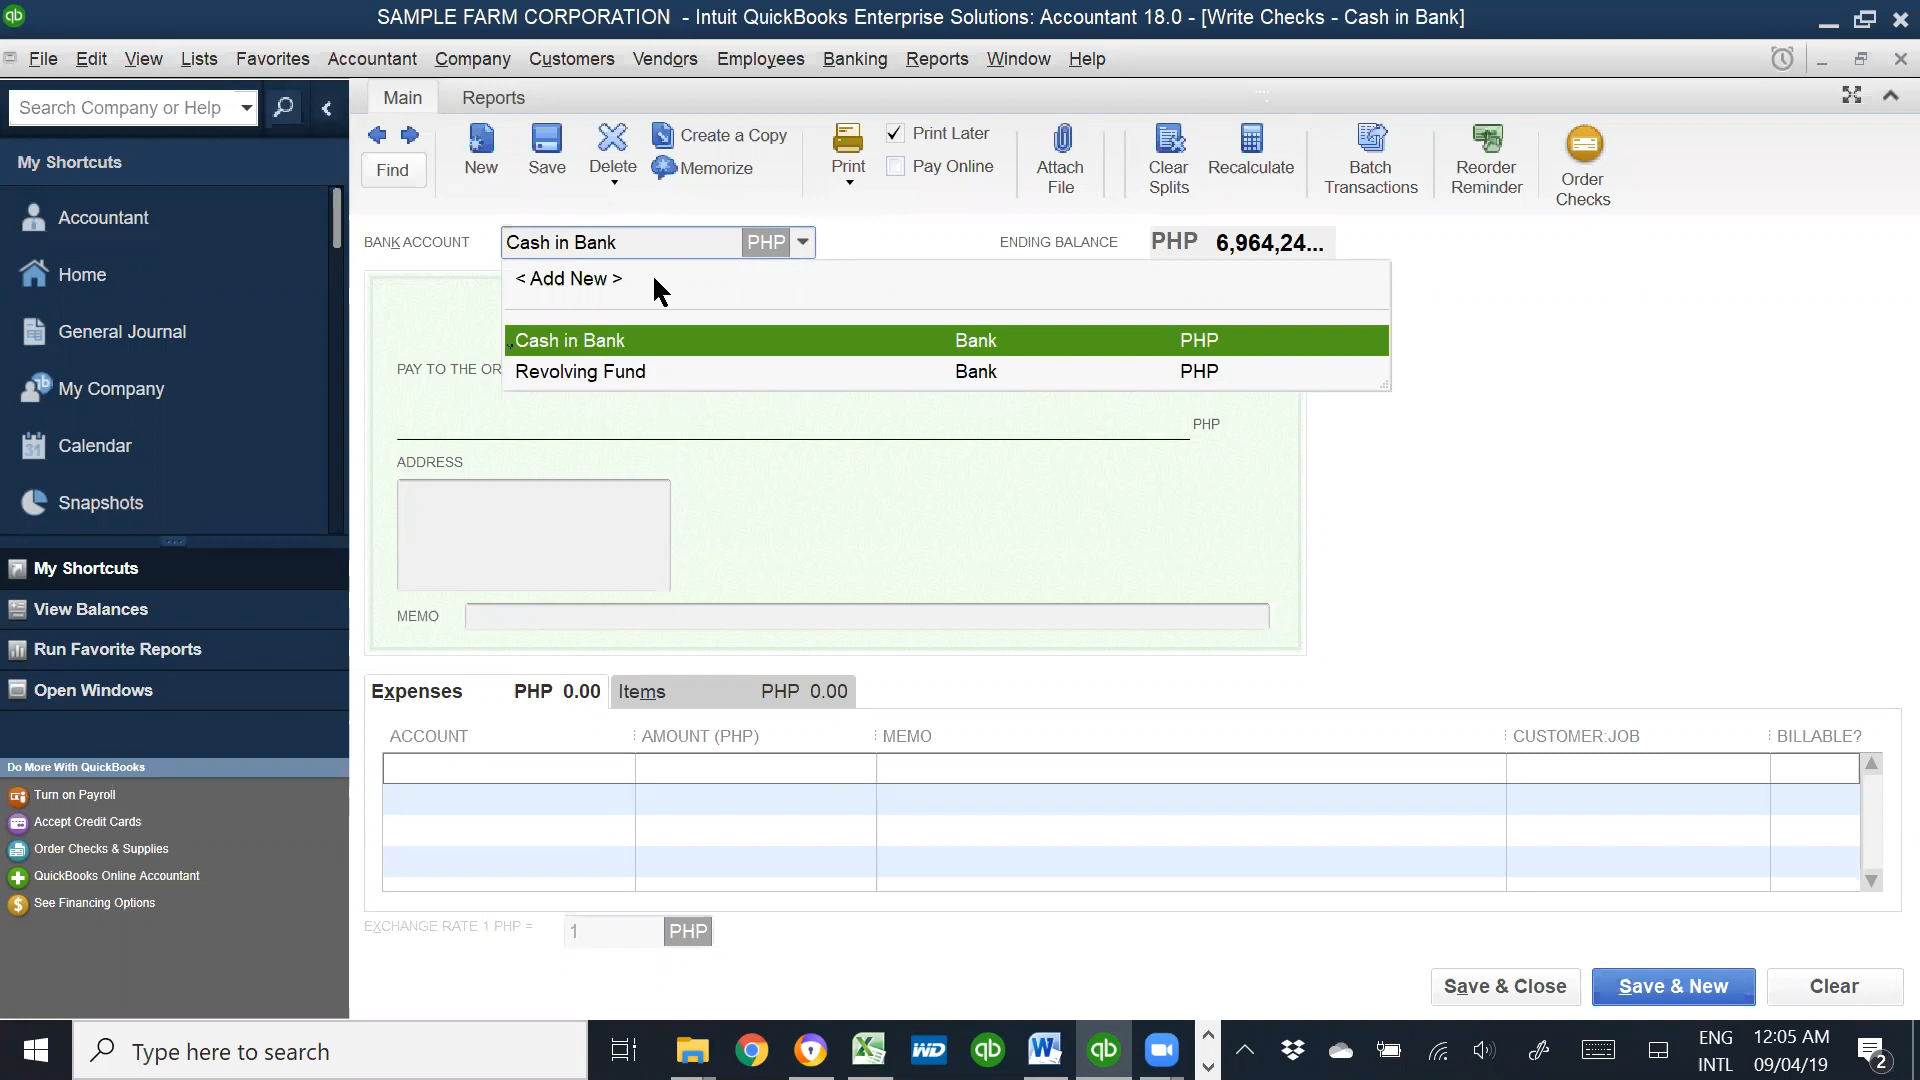 SAMPLE FARM CORPORATION - Intuit QuickBooks Enterprise Solutions: Accountant 18.0 - [Write Checks - Cash in Bank]
File Edit View Lists Favorites Accountant Company Customers Vendors Employees Banking Reports Window Help
Search Company or Help
Main Reports
Find
New
Save
Delete
Create a Copy
Memorize
Print
Print Later
Pay Online
Attach
File
Clear
Splits
Recalculate
Batch
Transactions
Reorder
Reminder
Order
Checks
My Shortcuts
Accountant
Home
General Journal
My Company
Calendar
Snapshots
My Shortcuts
View Balances
Run Favorite Reports
Open Windows
Do More With QuickBooks
Turn on Payroll
Accept Credit Cards
Order Checks & Supplies
QuickBooks Online Accountant
See Financing Options
BANK ACCOUNT Cash in Bank PHP ENDING BALANCE PHP 6,964,24...
< Add New >
Cash in Bank Bank PHP
Revolving Fund Bank PHP
PAY TO THE OR
PHP
ADDRESS
MEMO
Expenses PHP 0.00 Items PHP 0.00
ACCOUNT AMOUNT (PHP) MEMO CUSTOMER:JOB BILLABLE?
EXCHANGE RATE 1 PHP = 1 PHP
Save & Close Save & New Clear
Type here to search
ENG
INTL
12:05 AM
09/04/19
2